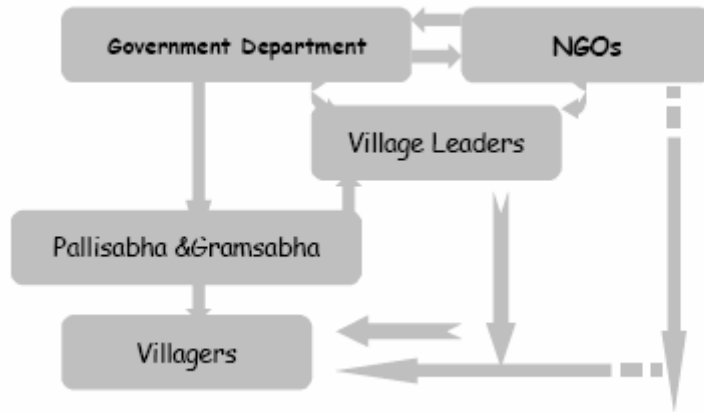 Government Department
NGOs
Village Leaders
Pallisabha &Gramsabha
Villagers